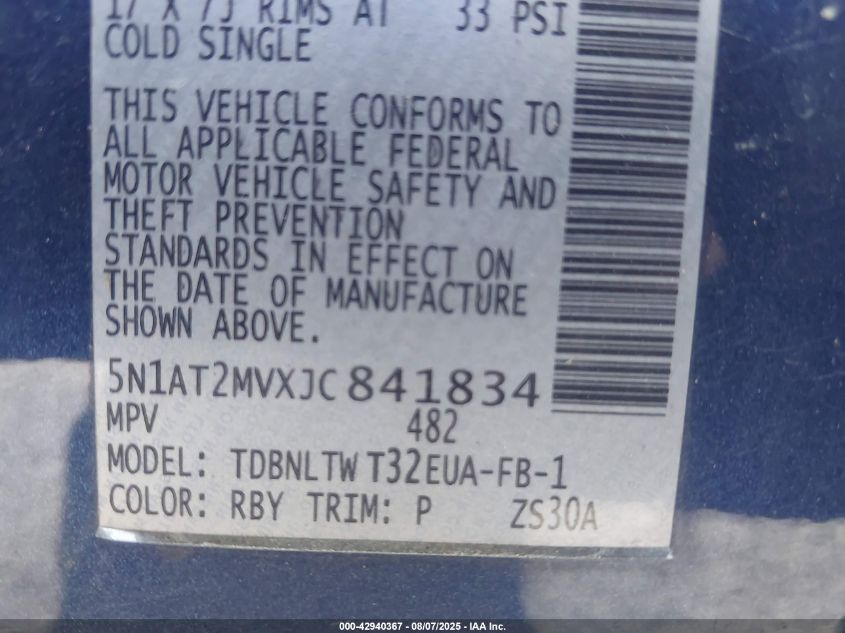 17 X 7J RIMS AT 33 PSI
COLD SINGLE
THIS VEHICLE CONFORMS TO
ALL APPLICABLE FEDERAL
MOTOR VEHICLE SAFETY AND
THEFT PREVENTION
STANDARDS IN EFFECT ON
THE DATE OF MANUFACTURE
SHOWN ABOVE.
5N1AT2MVXJC841834
MPV 482
MODEL: TDBNLTW T32EUA-FB-1
COLOR: RBY TRIM: P ZS30A
000-42940367 - 08/07/2025 - IAA Inc.